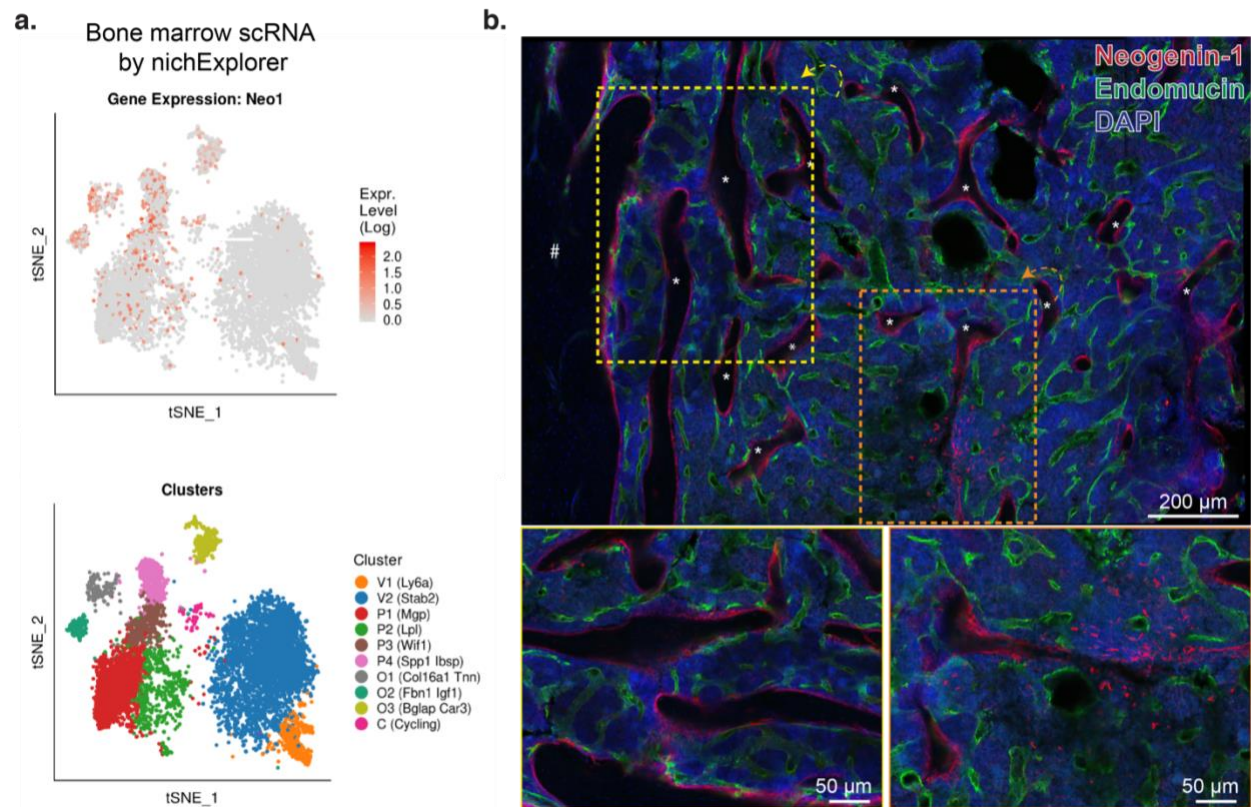 a.
Bone marrow scRNA
by nichExplorer
Gene Expression: Neo1
tSNE_2
Expr.
Level
(Log)
2.0
1.5
1.0
0.5
0.0
tSNE_1
Clusters
tSNE_2
Cluster
V1 (Ly6a)
V2 (Stab2)
P1 (Mgp)
P2 (Lpl)
P3 (Wif1)
P4 (Spp1 Ibsp)
O1 (Col16a1 Tnn)
O2 (Fbn1 Igf1)
O3 (Bglap Car3)
C (Cycling)
tSNE_1
b.
Neogenin-1
Endomucin
DAPI
#
200 µm
50 µm
50 µm